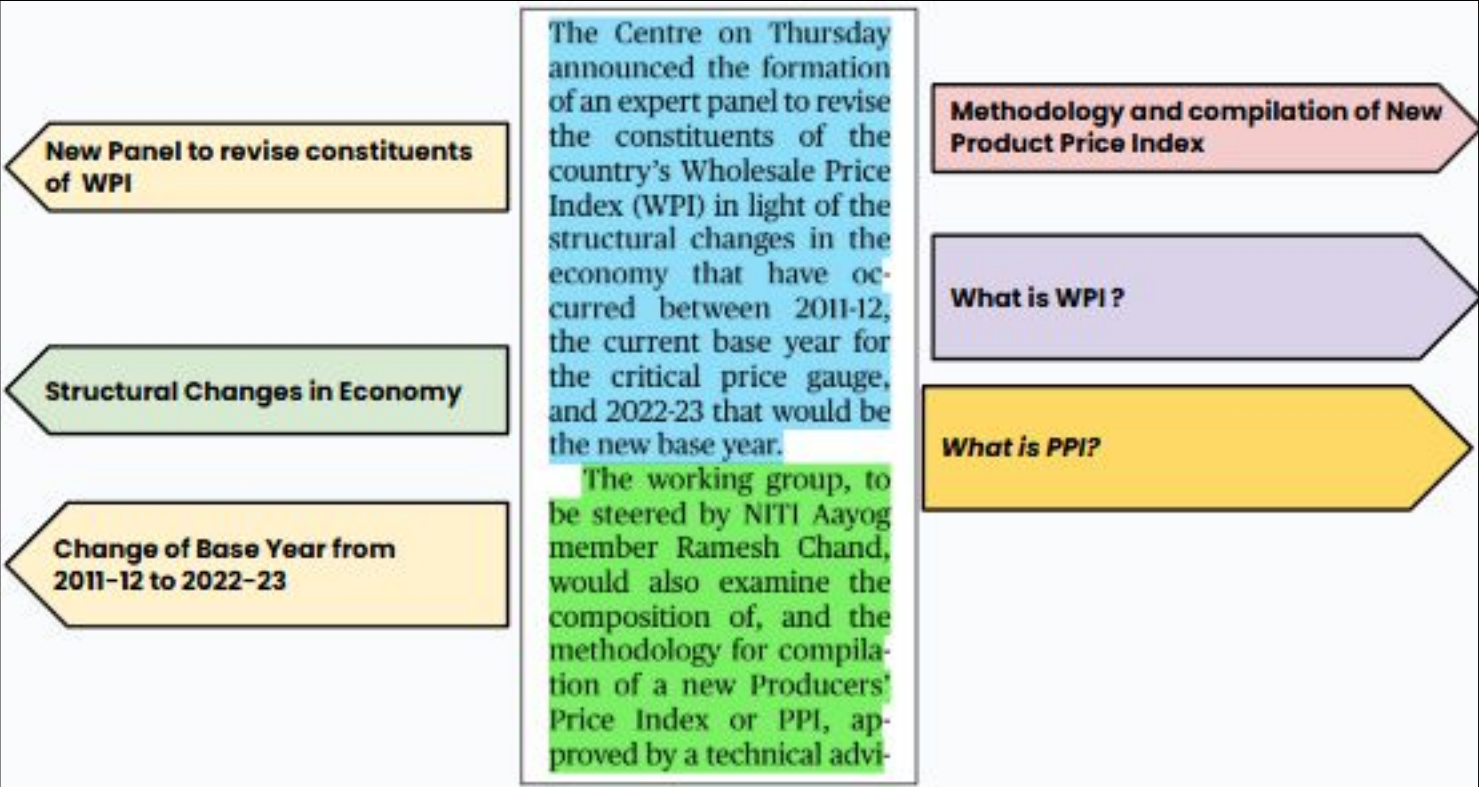 New Panel to revise constituents
of WPI
Structural Changes in Economy
Change of Base Year from
2011-12 to 2022-23
The Centre on Thursday
announced the formation
of an expert panel to revise
the constituents of the
country's Wholesale Price
Index (WPI) in light of the
structural changes in the
economy that have oc-
curred between 2011-12,
the current base year for
the critical price gauge,
and 2022-23 that would be
the new base year.
The working group, to
be steered by NITI Aayog
member Ramesh Chand,
would also examine the
composition of, and the
methodology for compila-
tion of a new Producers'
Price Index or PPI, ap-
proved by a technical advi-
Methodology and compilation of New
Product Price Index
What is WPI ?
What is PPI?